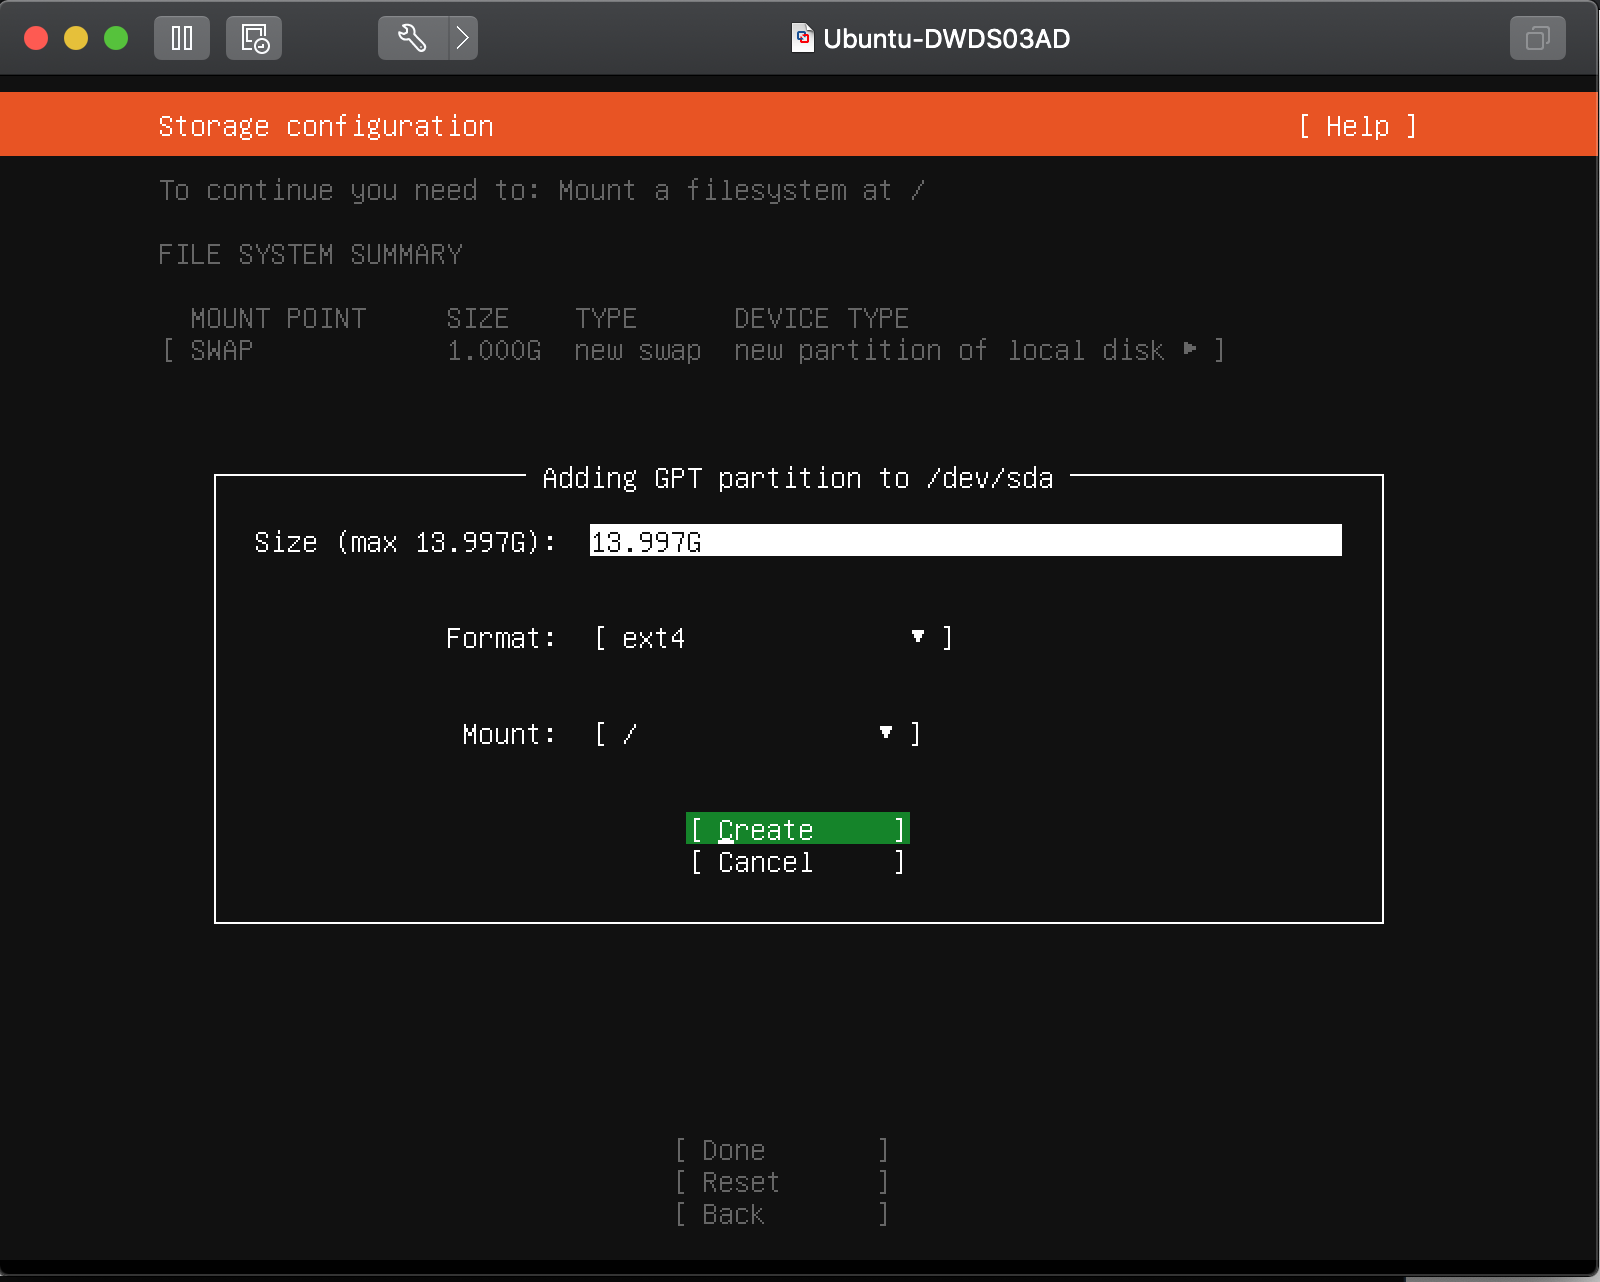 Ubuntu-DWDS03AD
Storage configuration [ Help ]
To continue you need to: Mount a filesystem at /
FILE SYSTEM SUMMARY
MOUNT POINT SIZE TYPE DEVICE TYPE
[ SWAP 1.000G new swap new partition of local disk ▸ ]
Adding GPT partition to /dev/sda
Size (max 13.997G): 13.997G
Format: [ ext4 ▾ ]
Mount: [ / ▾ ]
[ Create ]
[ Cancel ]
[ Done ]
[ Reset ]
[ Back ]